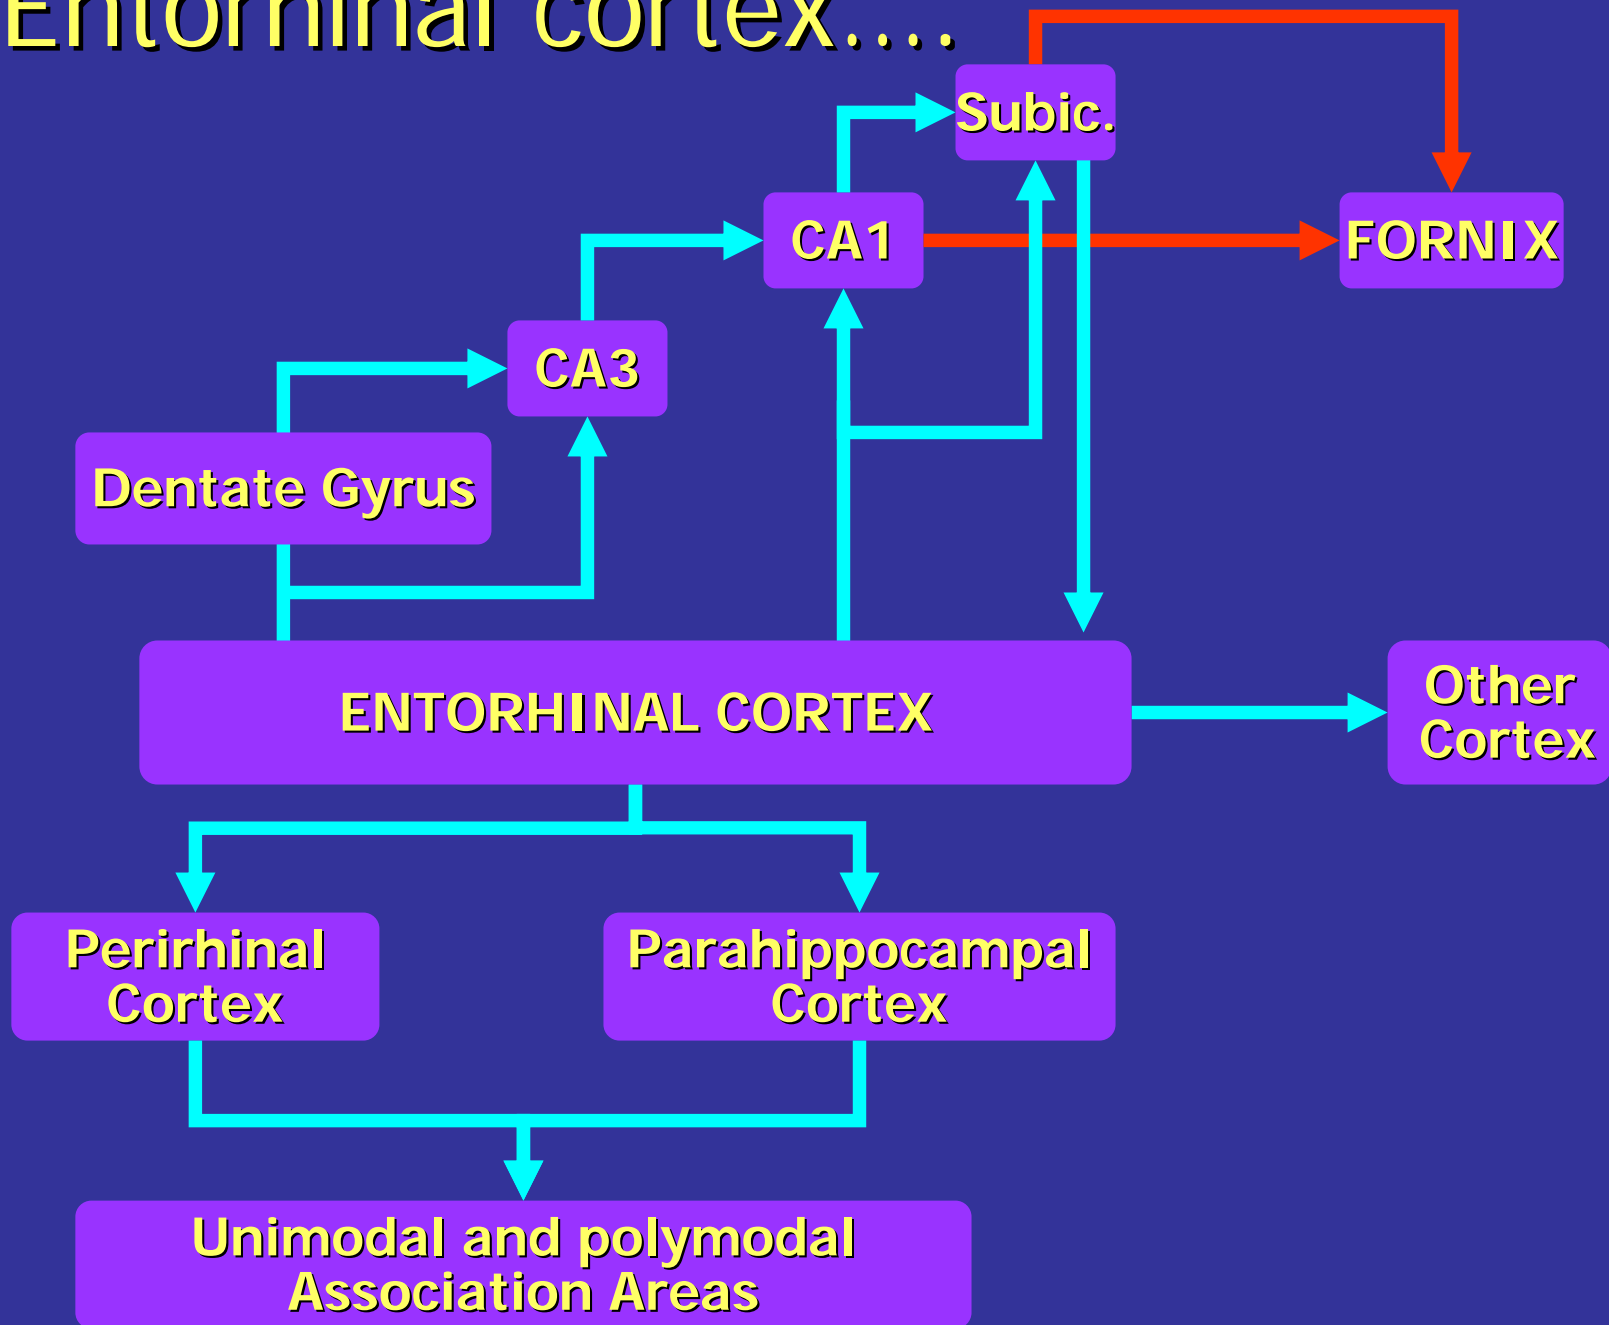 Entorhinal cortex....
Subic.
CA1
FORNIX
CA3
Dentate Gyrus
ENTORHINAL CORTEX
Other
Cortex
Perirhinal
Cortex
Parahippocampal
Cortex
Unimodal and polymodal
Association Areas